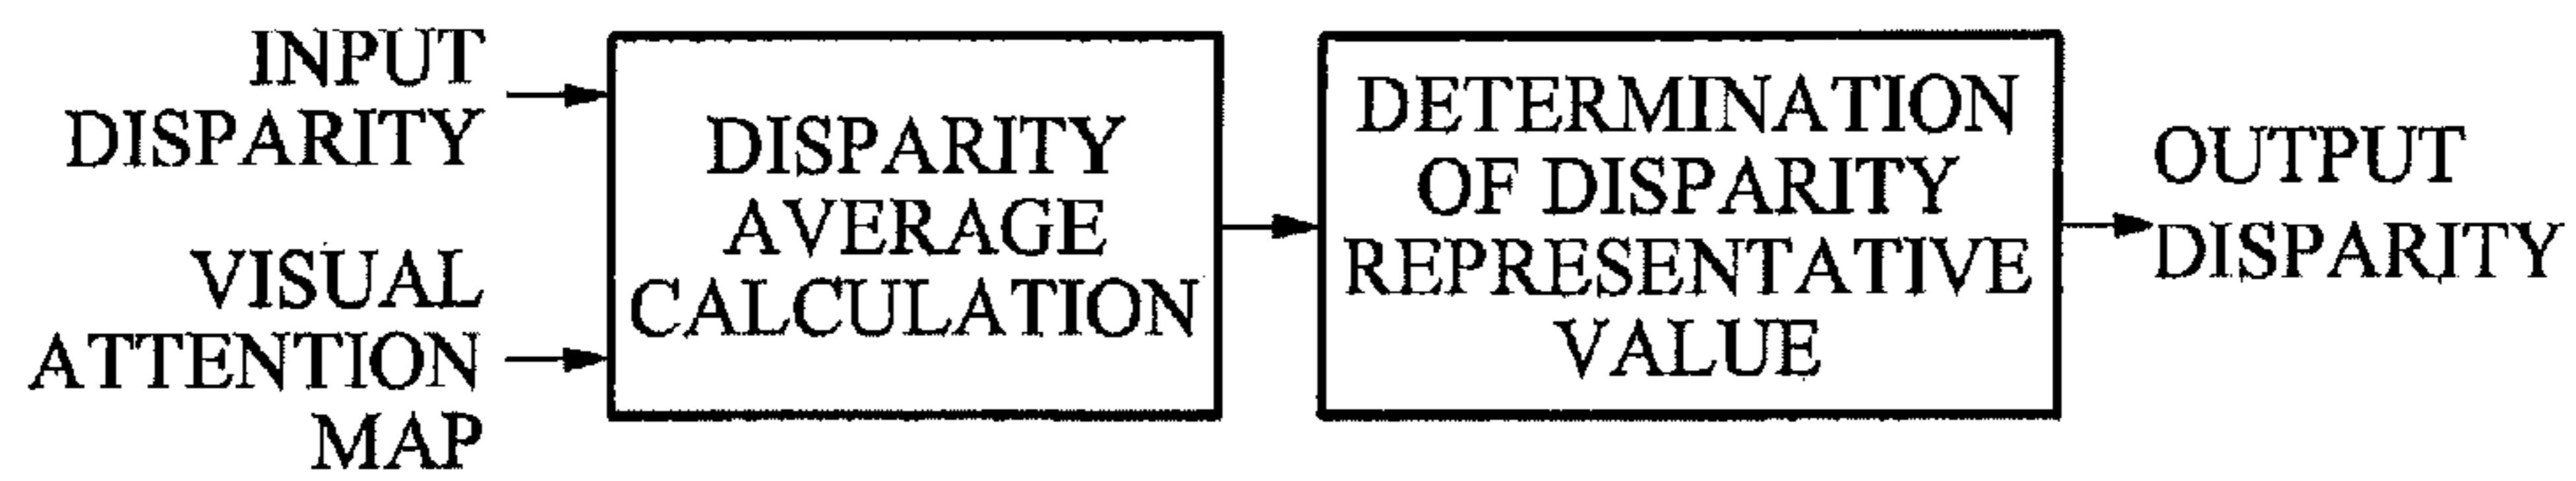 INPUT
DISPARITY
VISUAL
ATTENTION
MAP
DISPARITY
AVERAGE
CALCULATION
DETERMINATION
OF DISPARITY
REPRESENTATIVE
VALUE
OUTPUT
DISPARITY